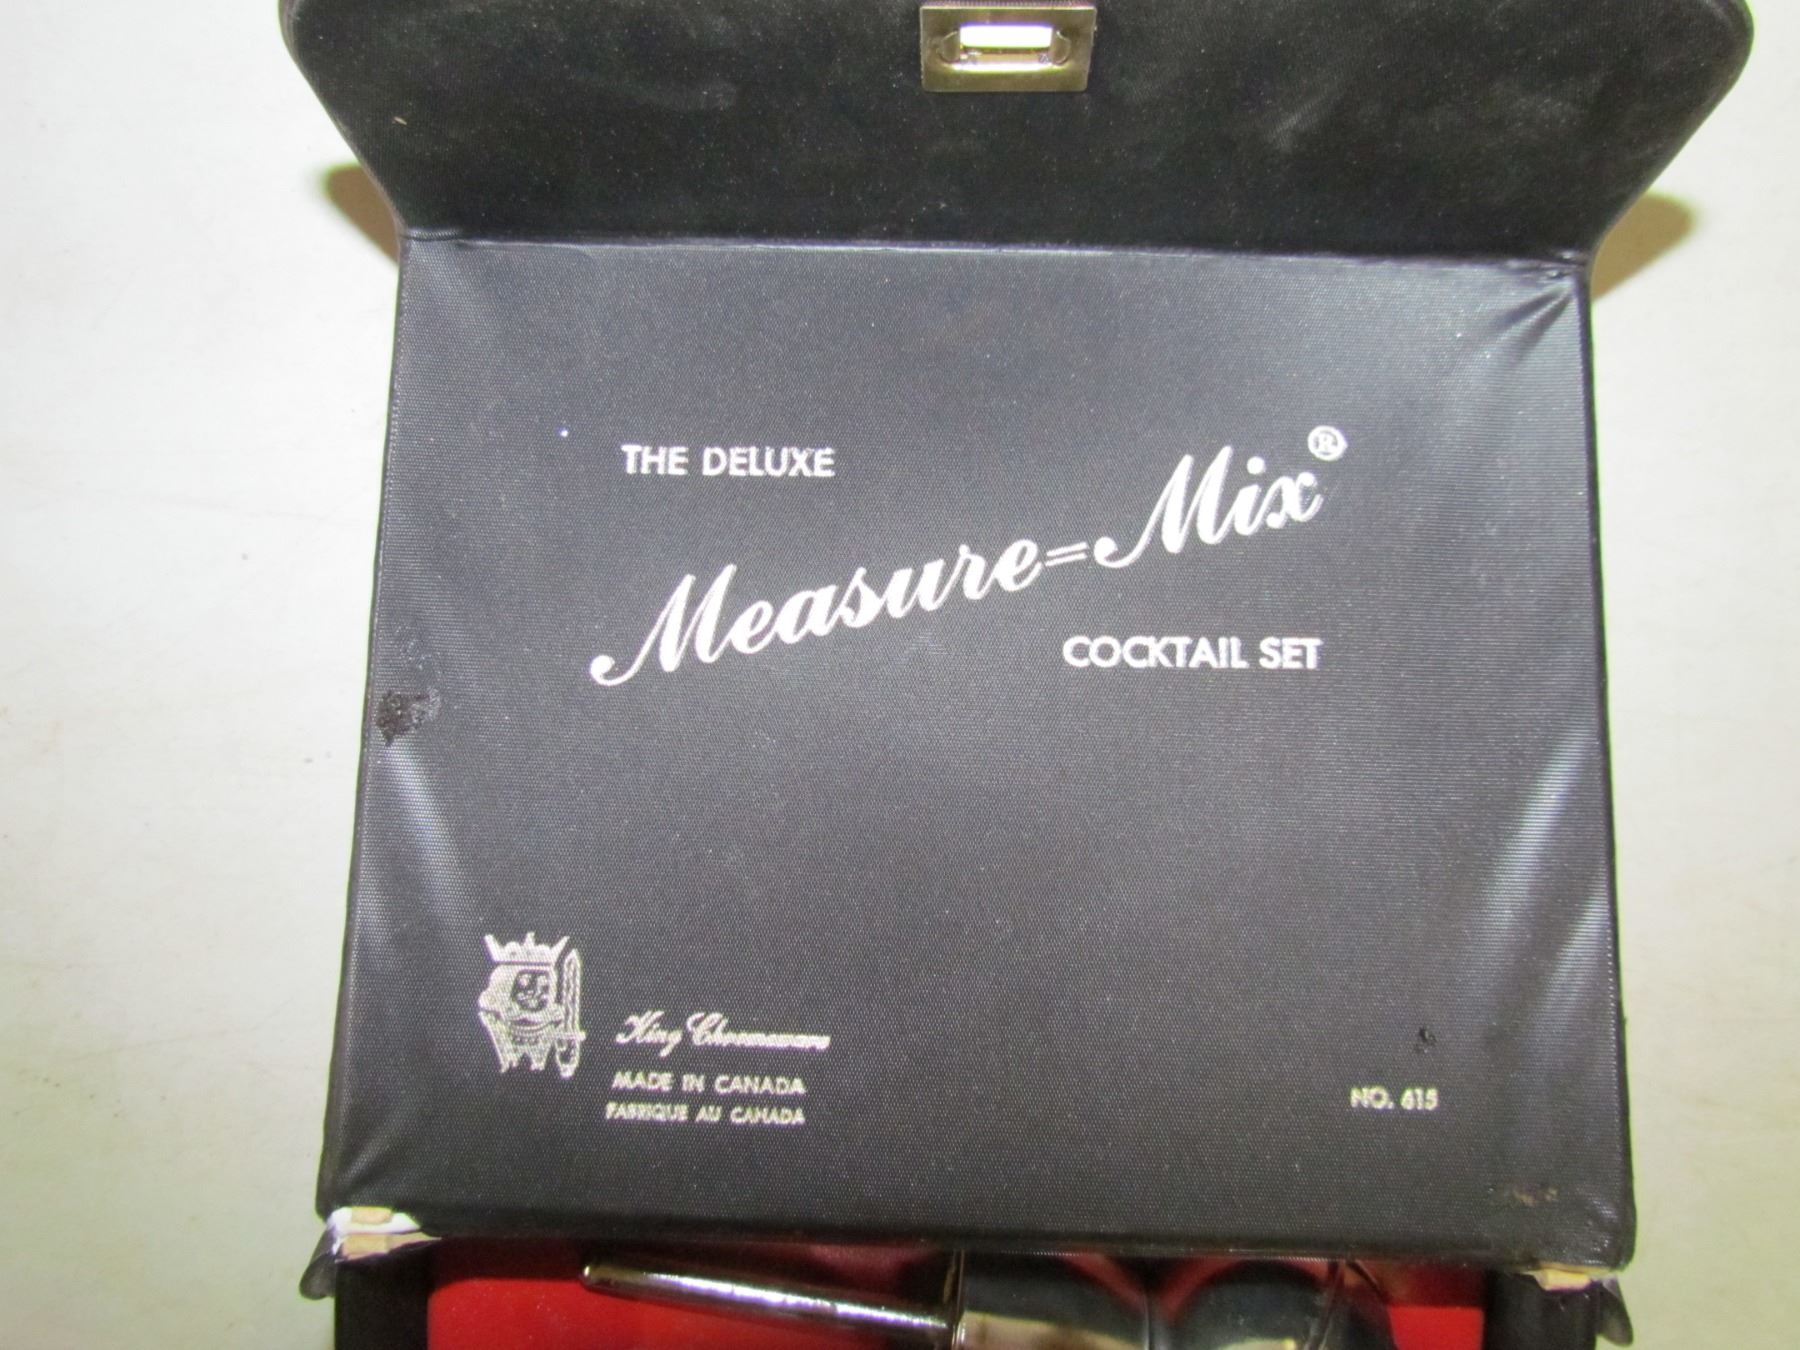 THE DELUXE
Measure=Mix®
COCKTAIL SET
King Chromeware
MADE IN CANADA
FABRIQUE AU CANADA
NO. 615